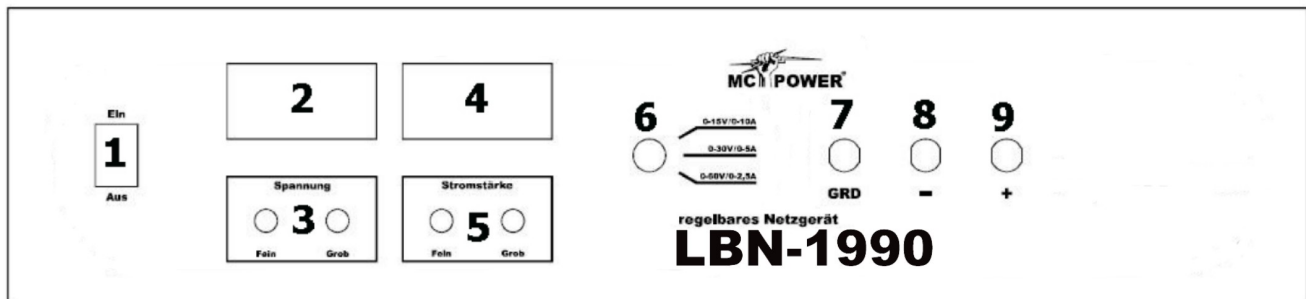 Ein
1
Aus
2
4
Spannung
3
Fein Grob
Stromstärke
5
Fein Grob
MC POWER®
6
0-15V/0-10A
0-30V/0-5A
0-60V/0-2,5A
7
GRD
8
-
9
+
regelbares Netzgerät
LBN-1990